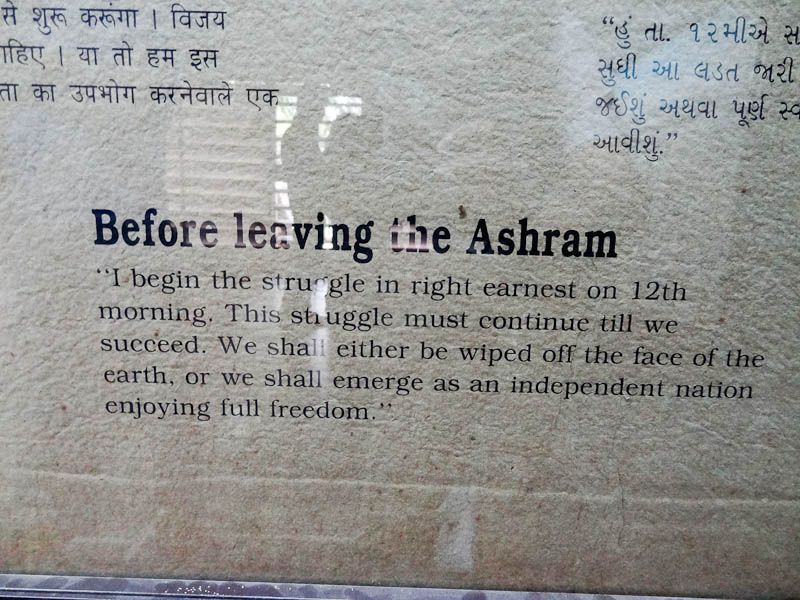 से शुरू करूंगा । विजय
ाहिए । या तो हम इस
ता का उपभोग करनेवाले एक
“હું તા. ૧૨મીએ સ
સુધી આ લડત જારી
જઈશું અથવા પૂર્ણ સ્વ
આવીશું.”
Before leaving the Ashram
“I begin the struggle in right earnest on 12th
morning. This struggle must continue till we
succeed. We shall either be wiped off the face of the
earth, or we shall emerge as an independent nation
enjoying full freedom.”